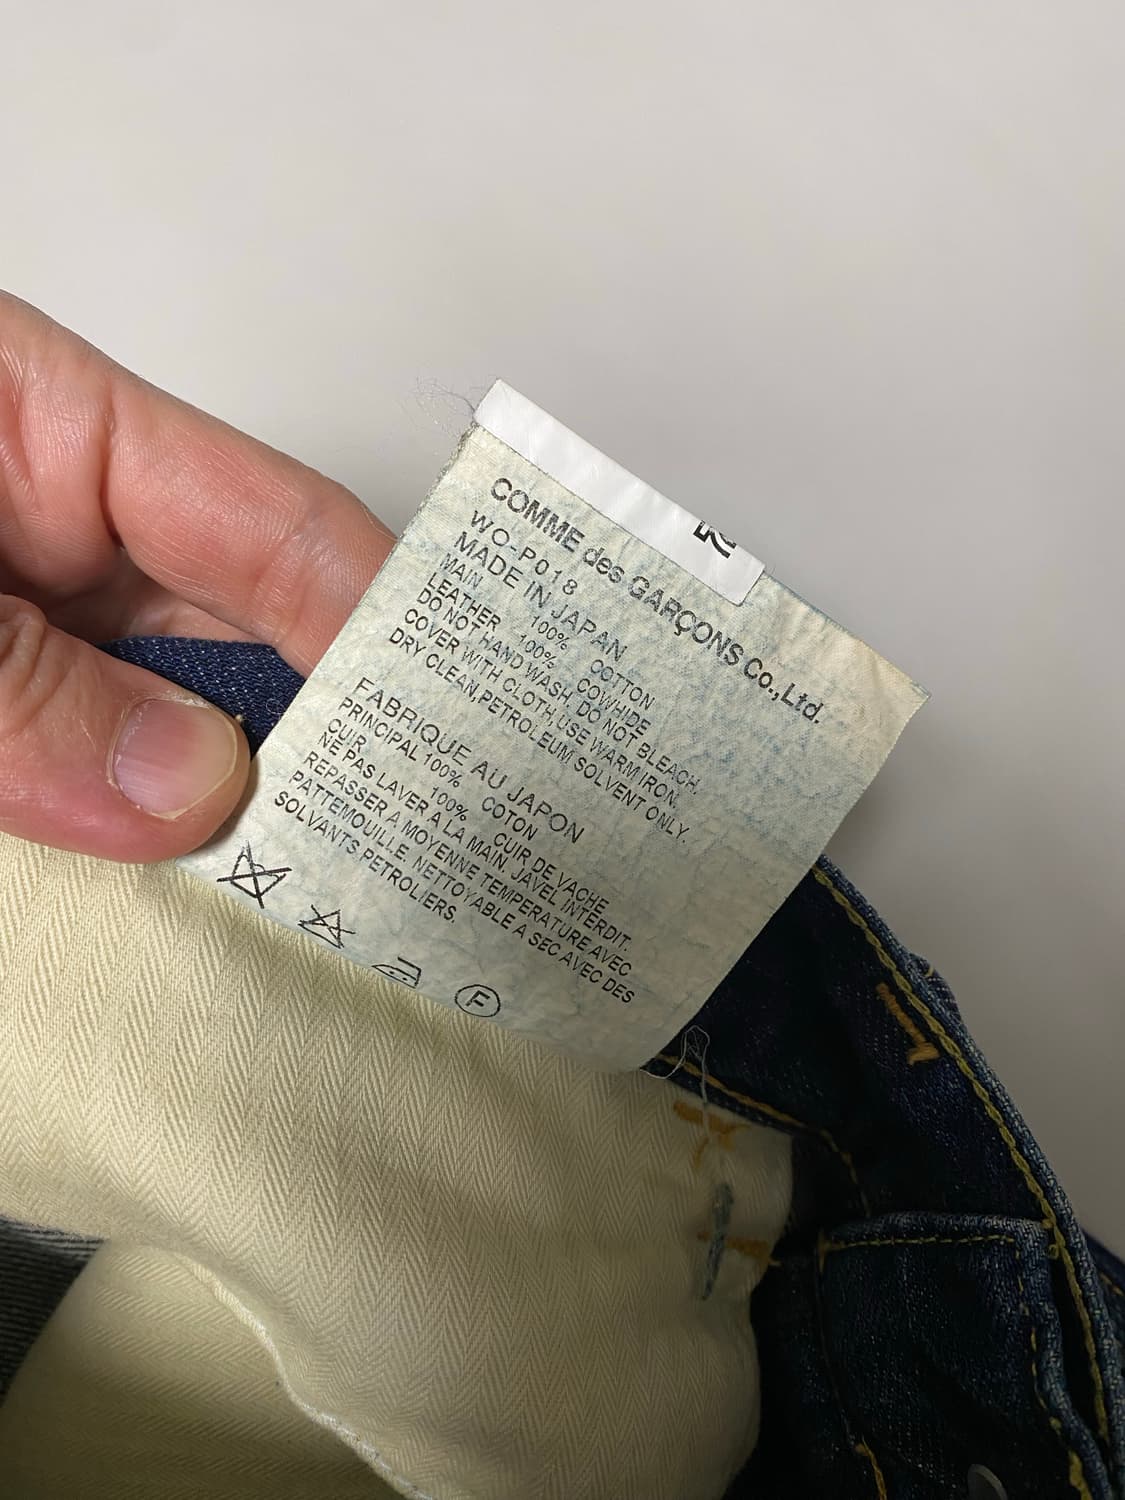 COMME des GARÇONS Co.,Ltd.
WO-P018
MADE IN JAPAN
MAIN 100% COTTON
LEATHER 100% COWHIDE
DO NOT HAND WASH, DO NOT BLEACH,
COVER WITH CLOTH,USE WARM IRON.
DRY CLEAN,PETROLEUM SOLVENT ONLY.
FABRIQUE AU JAPON
PRINCIPAL 100% COTON
CUIR 100% CUIR DE VACHE
NE PAS LAVER A LA MAIN, JAVEL INTERDIT.
REPASSER A MOYENNE TEMPERATURE AVEC
PATTEMOUILLE. NETTOYABLE A SEC AVEC DES
SOLVANTS PETROLIERS.
F